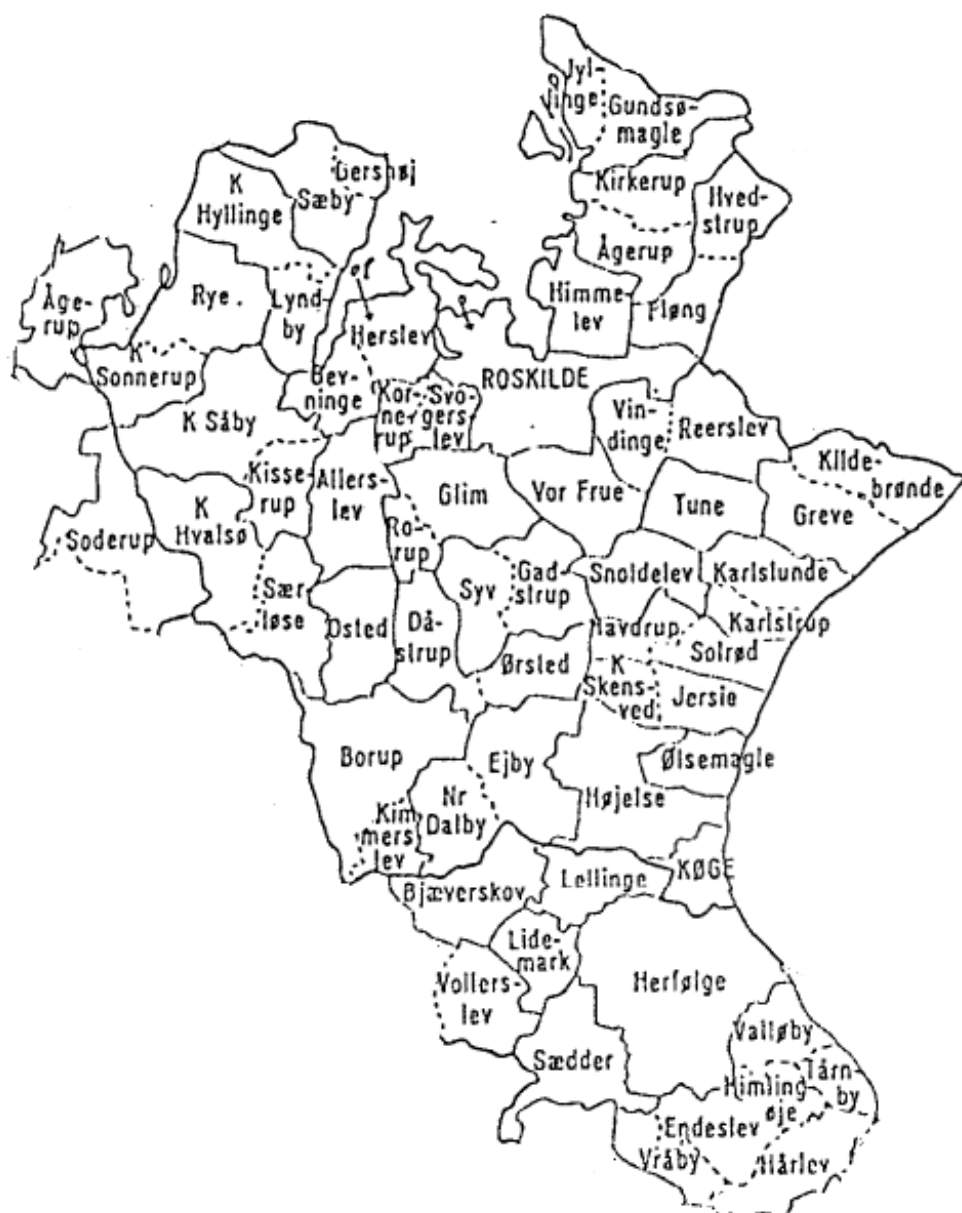 Jyl-
linge
Gundsø-
magle
Gershøj
Kirkerup
Hved-
strup
K
Hyllinge
Sæby
Ågerup
Åge-
rup
Rye.
Lynd
by
øl
Himme-
lev
Fløng
Herslev
K
Sonnerup
Gev-
ninge
ROSKILDE
Kor-
ne-
rup
Svo-
gers
lev
Vin-
dinge
Reerslev
K Såby
Kisse-
rup
Allers-
lev
Glim
Vor Frue
Tune
Kilde-
brønde
Greve
Soderup
K
Hvalsø
Ro-
rup
Syv
Gad-
strup
Snoldelev
Karlslunde
Sær
løse
Osted
Då-
strup
Ørsted
Havdrup
Karlstrup
Solrød
K
Skens-
ved
Jersie
Borup
Ejby
Ølsemagle
Højelse
Kim
mers
lev
Nr
Dalby
Bjæverskov
Lellinge
KØGE
Lide-
mark
Vollers-
lev
Herfølge
Sædder
Valløby
Himling
øje
Tårn-
by
Endeslev
Vråby
Hårlev